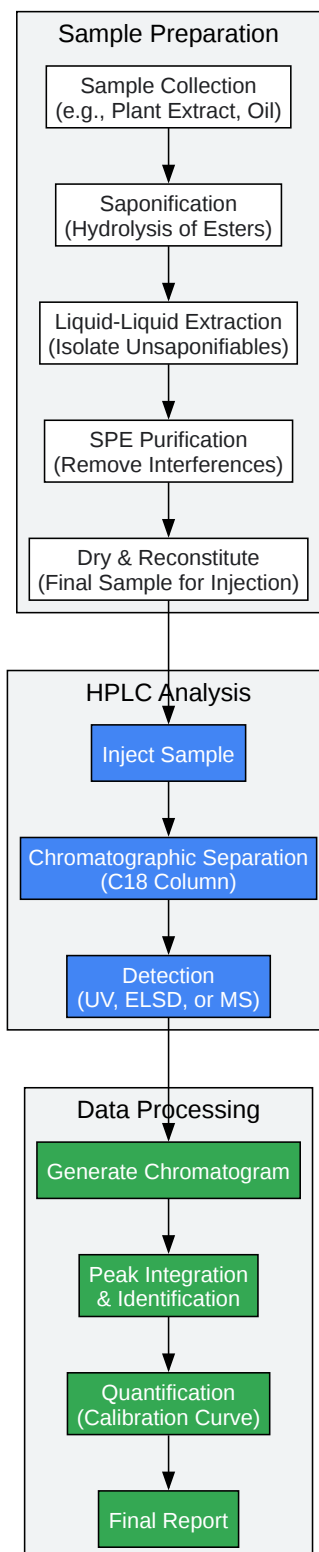 Sample Preparation
Sample Collection
(e.g., Plant Extract, Oil)
Saponification
(Hydrolysis of Esters)
Liquid-Liquid Extraction
(Isolate Unsaponifiables)
SPE Purification
(Remove Interferences)
Dry & Reconstitute
(Final Sample for Injection)
HPLC Analysis
Inject Sample
Chromatographic Separation
(C18 Column)
Detection
(UV, ELSD, or MS)
Data Processing
Generate Chromatogram
Peak Integration
& Identification
Quantification
(Calibration Curve)
Final Report